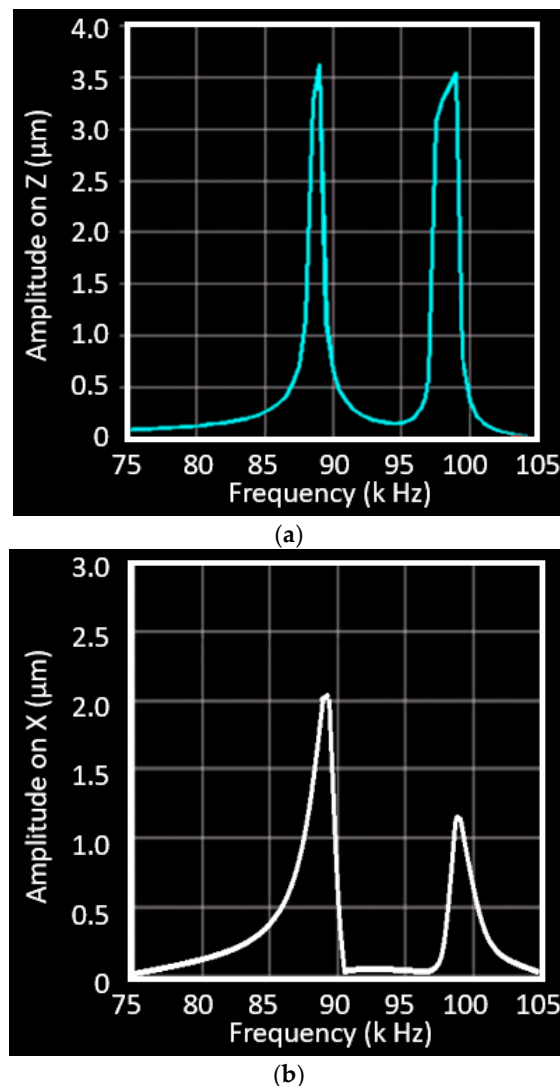 Amplitude on Z (μm)
4.0
3.5
3.0
2.5
2.0
1.5
1.0
0.5
0
75 80 85 90 95 100 105
Frequency (k Hz)
(a)
Amplitude on X (μm)
3.0
2.5
2.0
1.5
1.0
0.5
0
75 80 85 90 95 100 105
Frequency (k Hz)
(b)